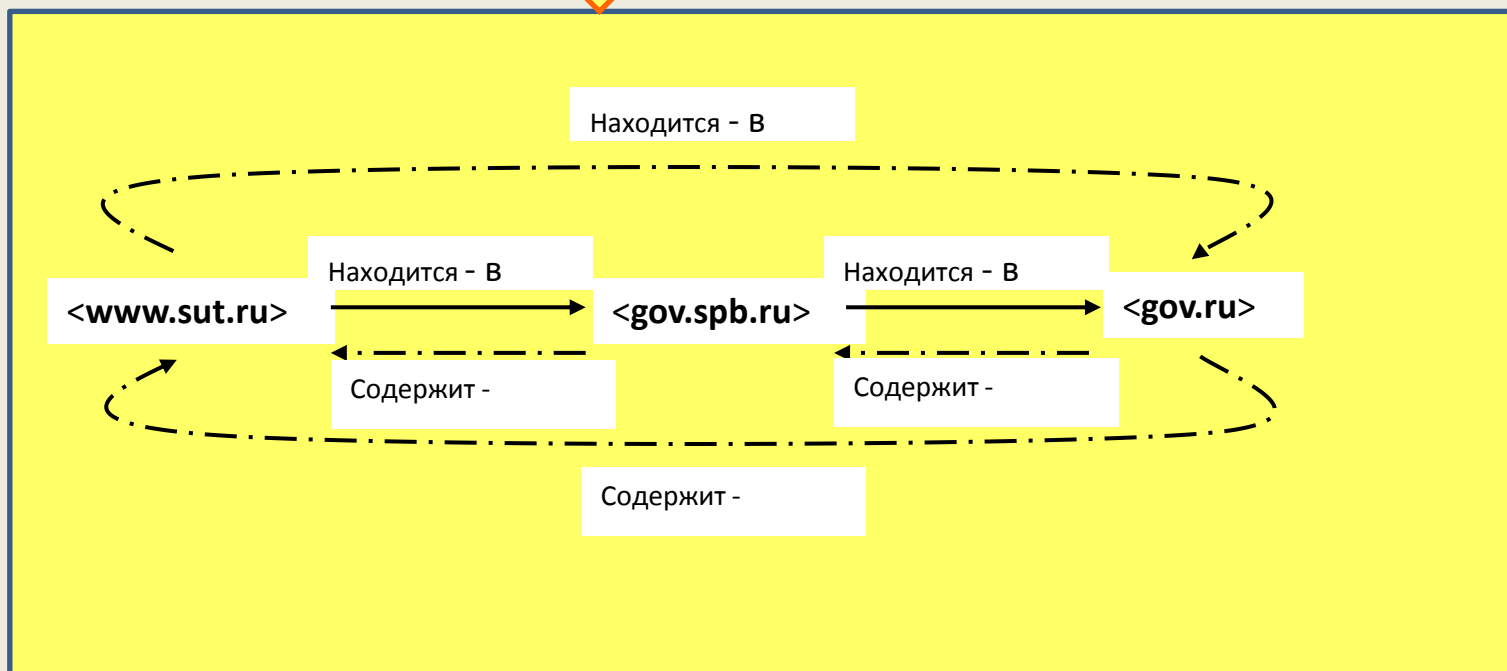 Находится - в
Находится - в
Находится - в
<www.sut.ru>
<gov.spb.ru>
<gov.ru>
Содержит -
Содержит -
Содержит -